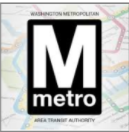 WASHINGTON METROPOLITAN
M
metro
AREA TRANSIT AUTHORITY